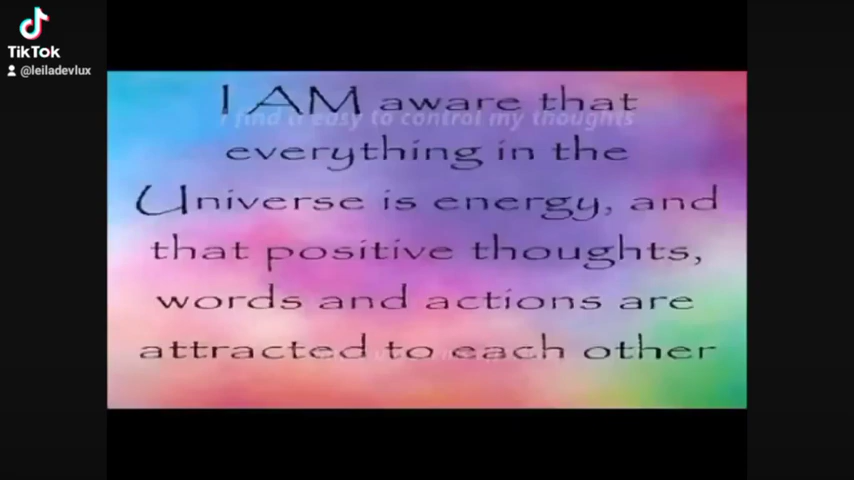 TikTok
@leiladevlux
I AM aware that
I find it easy to control my thoughts
everything in the
Universe is energy, and
that positive thoughts,
words and actions are
attracted to each other